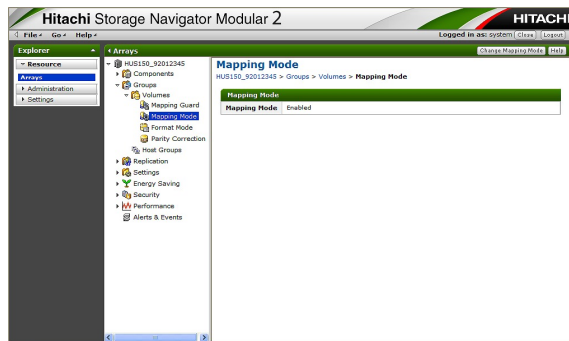 Hitachi Storage Navigator Modular 2
HITACHI
File Go Help
Logged in as: system Close Logout
Explorer
Arrays
Change Mapping Mode Help
Resource
Arrays
Administration
Settings
HUS150_92012345
Components
Groups
Volumes
Mapping Guard
Mapping Mode
Format Mode
Parity Correction
Host Groups
Replication
Settings
Energy Saving
Security
Performance
Alerts & Events
Mapping Mode
HUS150_92012345 > Groups > Volumes > Mapping Mode
Mapping Mode
Mapping Mode Enabled